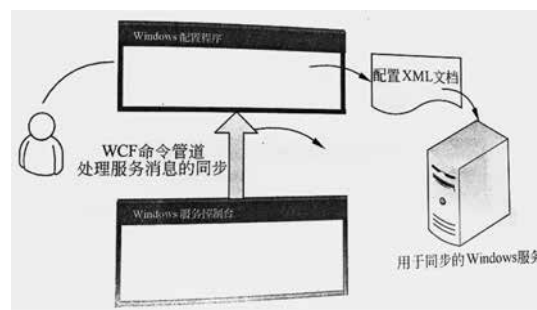 Windows 配置程序
配置XML文档
WCF命令管道
处理服务消息的同步
Windows 服务控制台
用于同步的Windows服务